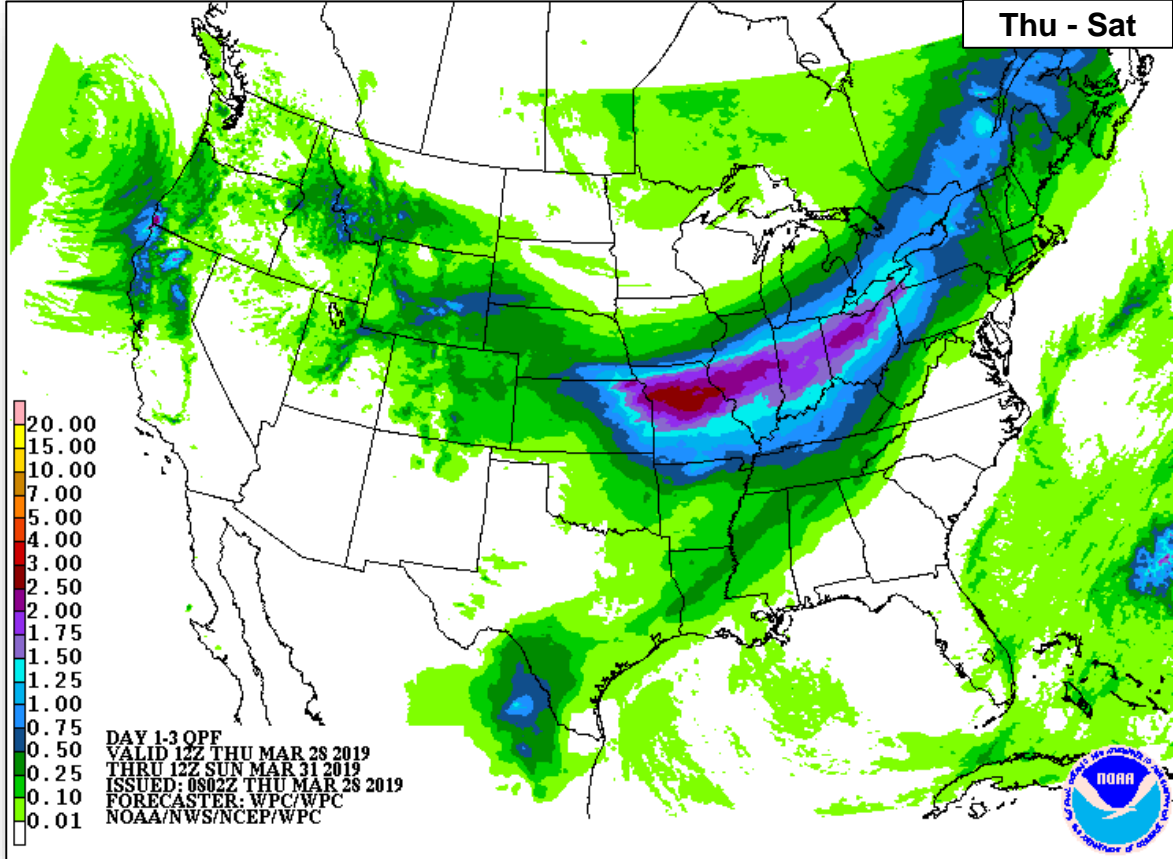 Thu - Sat
20.00
15.00
10.00
7.00
5.00
4.00
3.00
2.50
2.00
1.75
1.50
1.25
1.00
0.75
0.50
0.25
0.10
0.01
DAY 1-3 QPF
VALID 12Z THU MAR 28 2019
THRU 12Z SUN MAR 31 2019
ISSUED: 0802Z THU MAR 28 2019
FORECASTER: WPC/WPC
NOAA/NWS/NCEP/WPC
NOAA